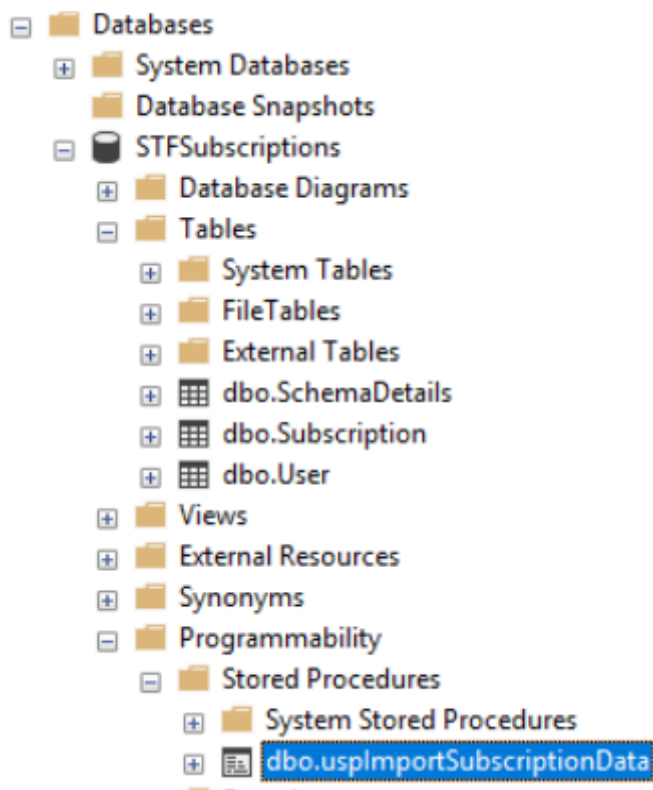 Databases
System Databases
Database Snapshots
STFSubscriptions
Database Diagrams
Tables
System Tables
FileTables
External Tables
dbo.SchemaDetails
dbo.Subscription
dbo.User
Views
External Resources
Synonyms
Programmability
Stored Procedures
System Stored Procedures
dbo.uspImportSubscriptionData